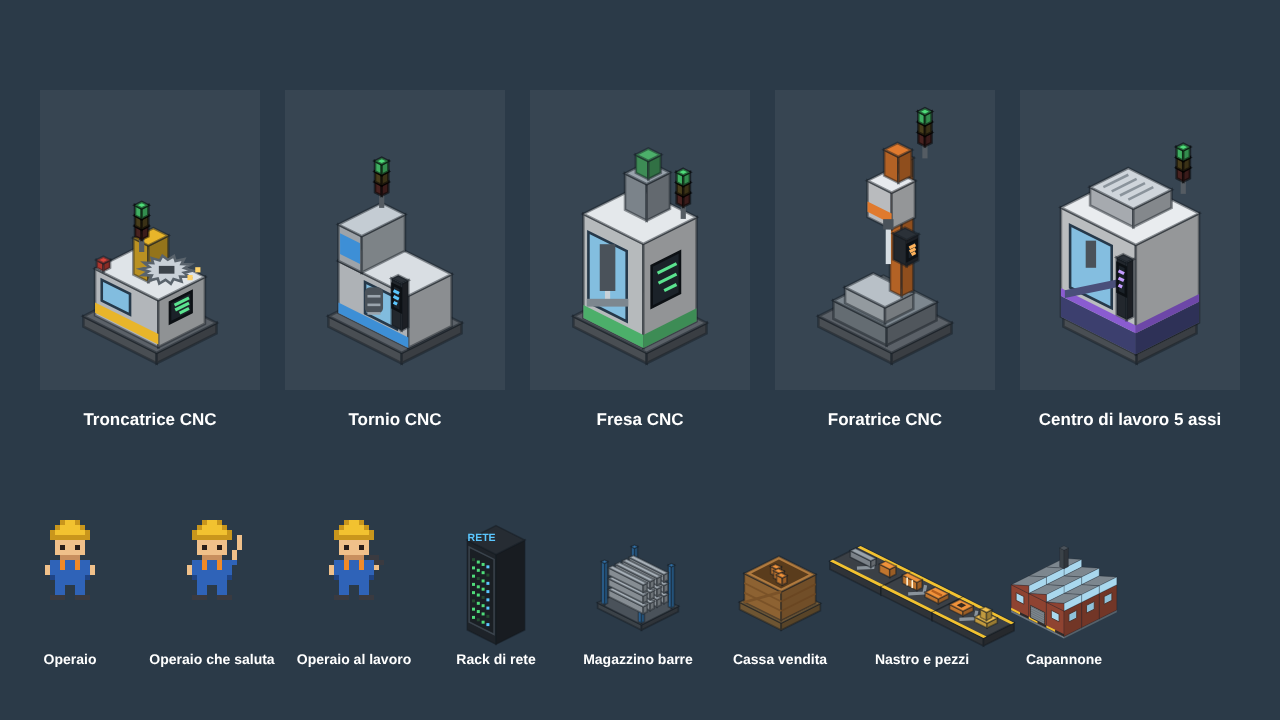 Troncatrice CNC
Tornio CNC
Fresa CNC
Foratrice CNC
Centro di lavoro 5 assi
RETE
Operaio
Operaio che saluta
Operaio al lavoro
Rack di rete
Magazzino barre
Cassa vendita
Nastro e pezzi
Capannone